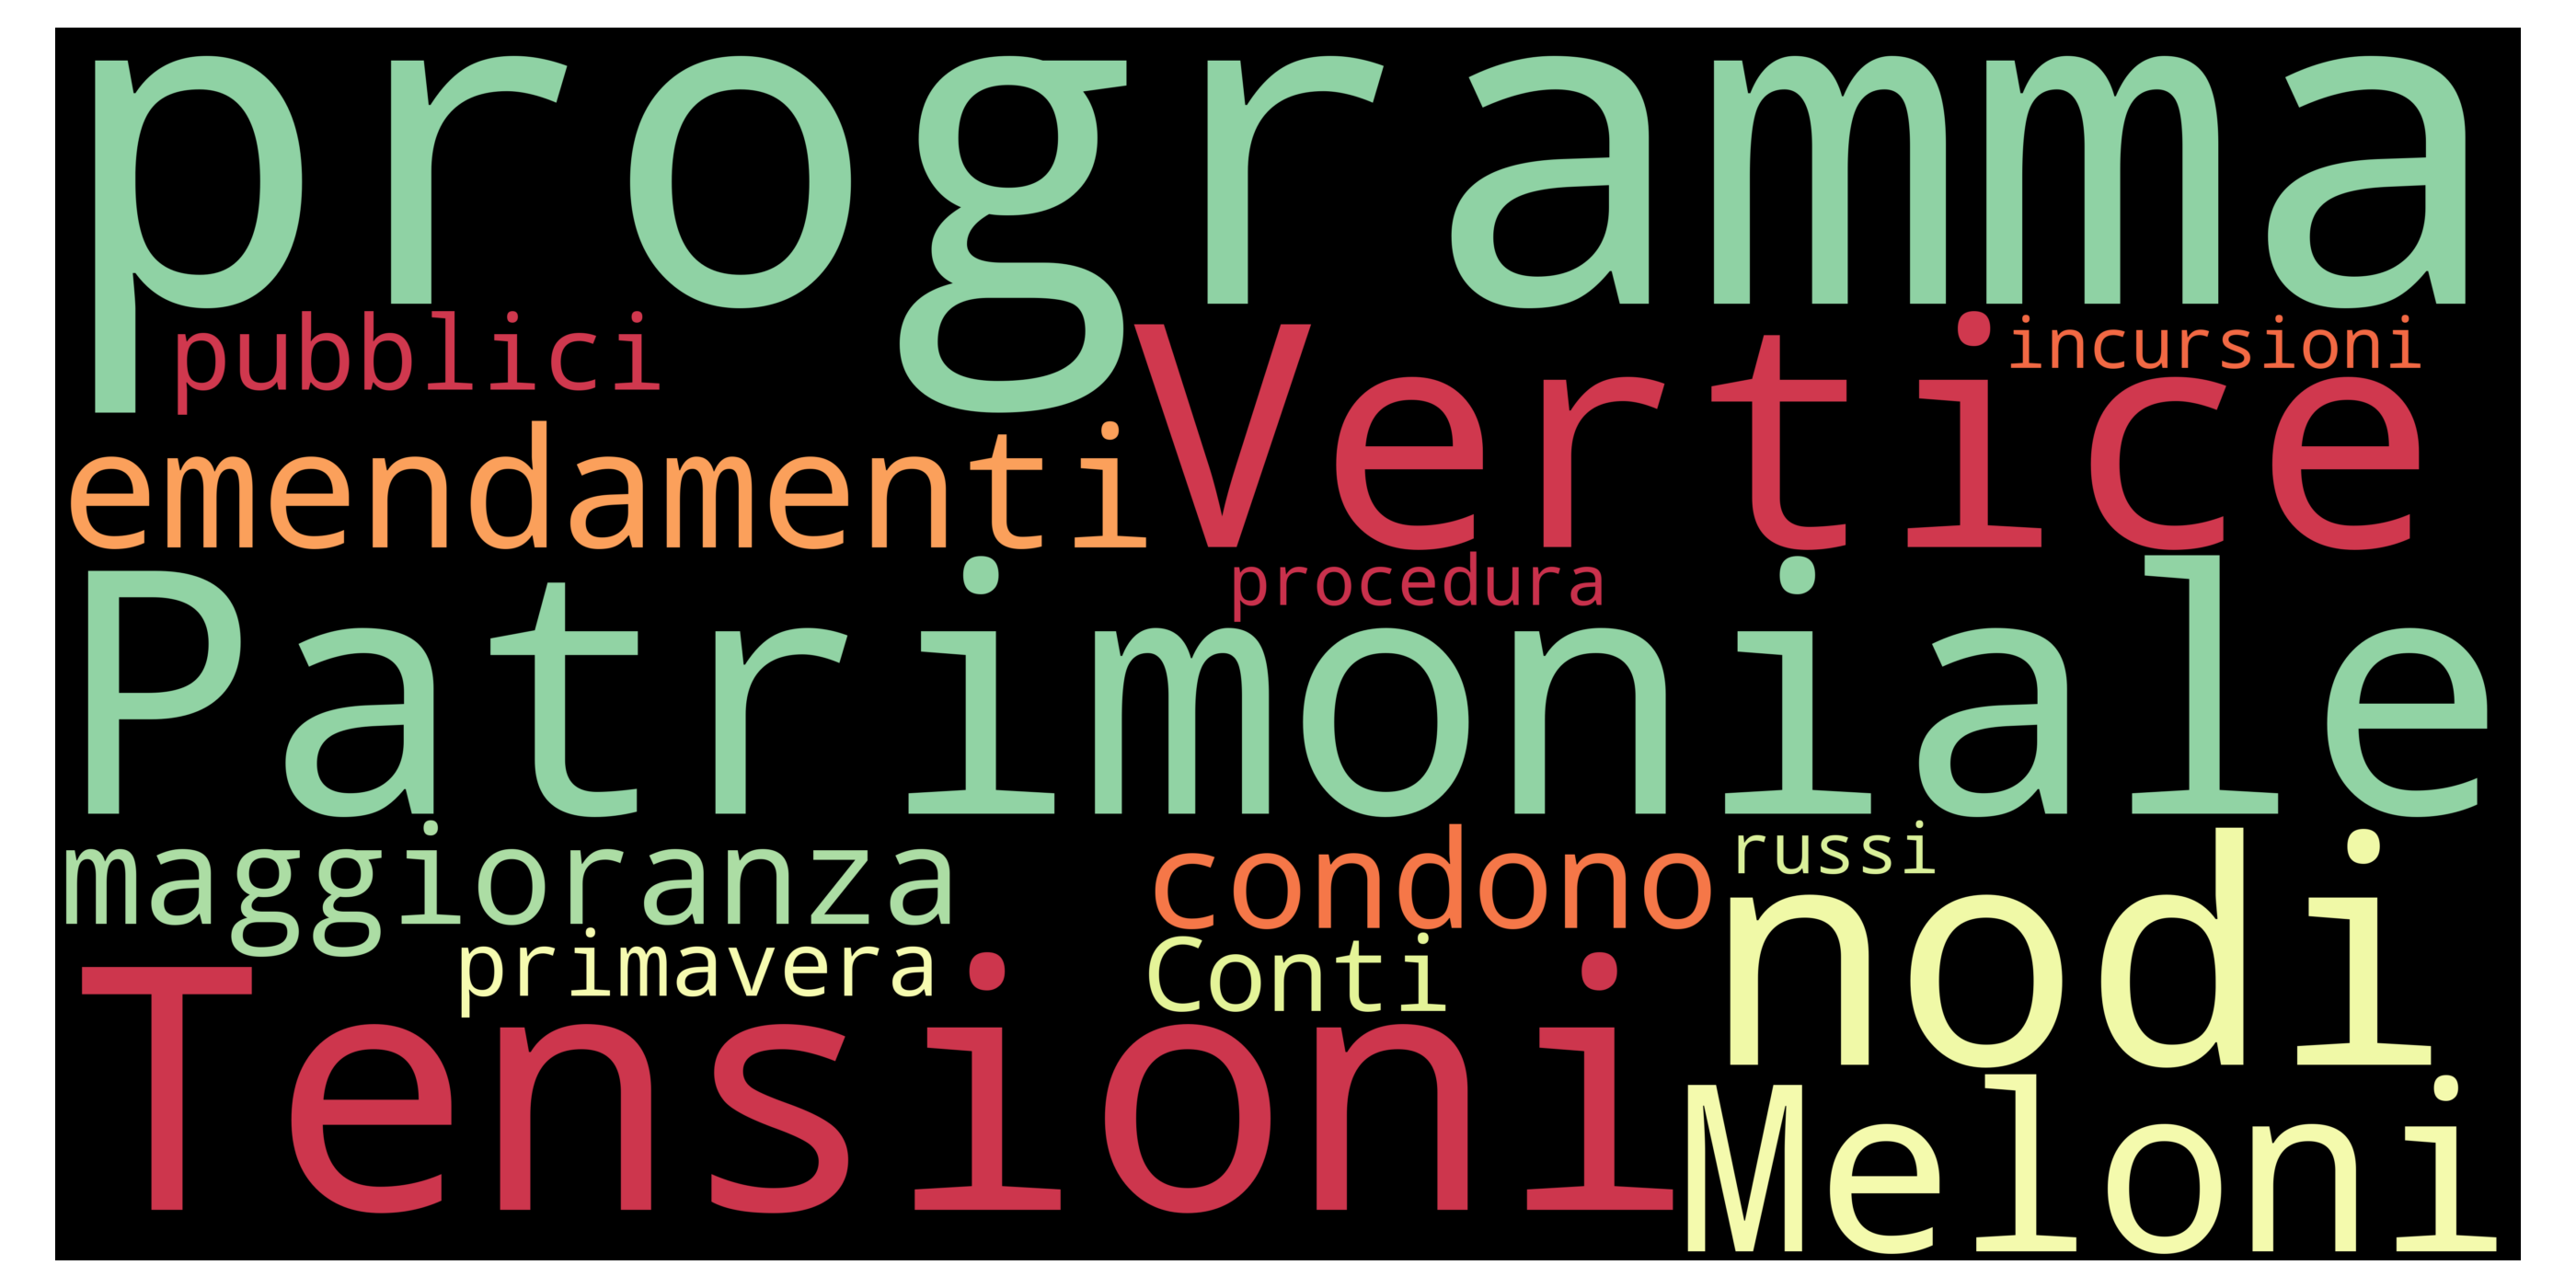 programma
pubblici
incursioni
Vertice
emendamenti
procedura
Patrimoniale
maggioranza
condono
russi
nodi
primavera
Conti
Tensioni
Meloni